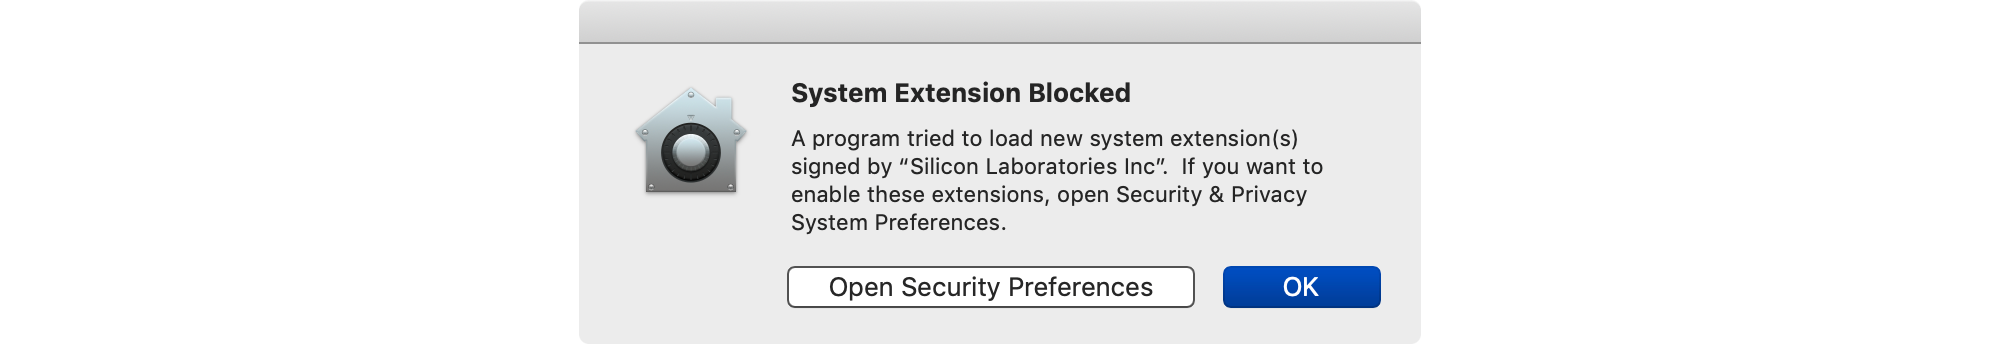 System Extension Blocked
A program tried to load new system extension(s)
signed by “Silicon Laboratories Inc”.  If you want to
enable these extensions, open Security & Privacy
System Preferences.
Open Security Preferences
OK